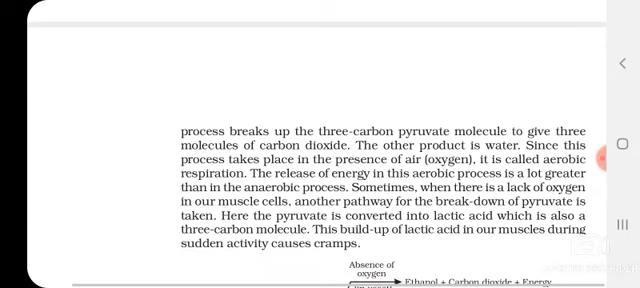 process breaks up the three-carbon pyruvate molecule to give three
molecules of carbon dioxide. The other product is water. Since this
process takes place in the presence of air (oxygen), it is called aerobic
respiration. The release of energy in this aerobic process is a lot greater
than in the anaerobic process. Sometimes, when there is a lack of oxygen
in our muscle cells, another pathway for the break-down of pyruvate is
taken. Here the pyruvate is converted into lactic acid which is also a
three-carbon molecule. This build-up of lactic acid in our muscles during
sudden activity causes cramps.
Absence of
oxygen
Ethanol + Carbon dioxide + Energy